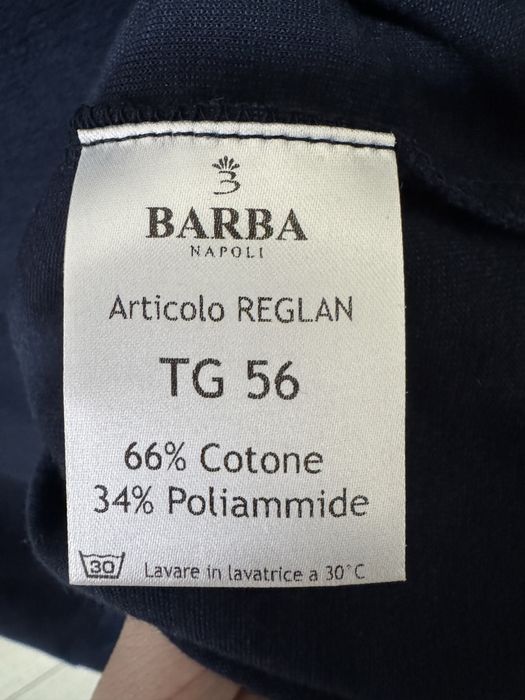 BARBA
NAPOLI
Articolo REGLAN
TG 56
66% Cotone
34% Poliammide
30
Lavare in lavatrice a 30°C